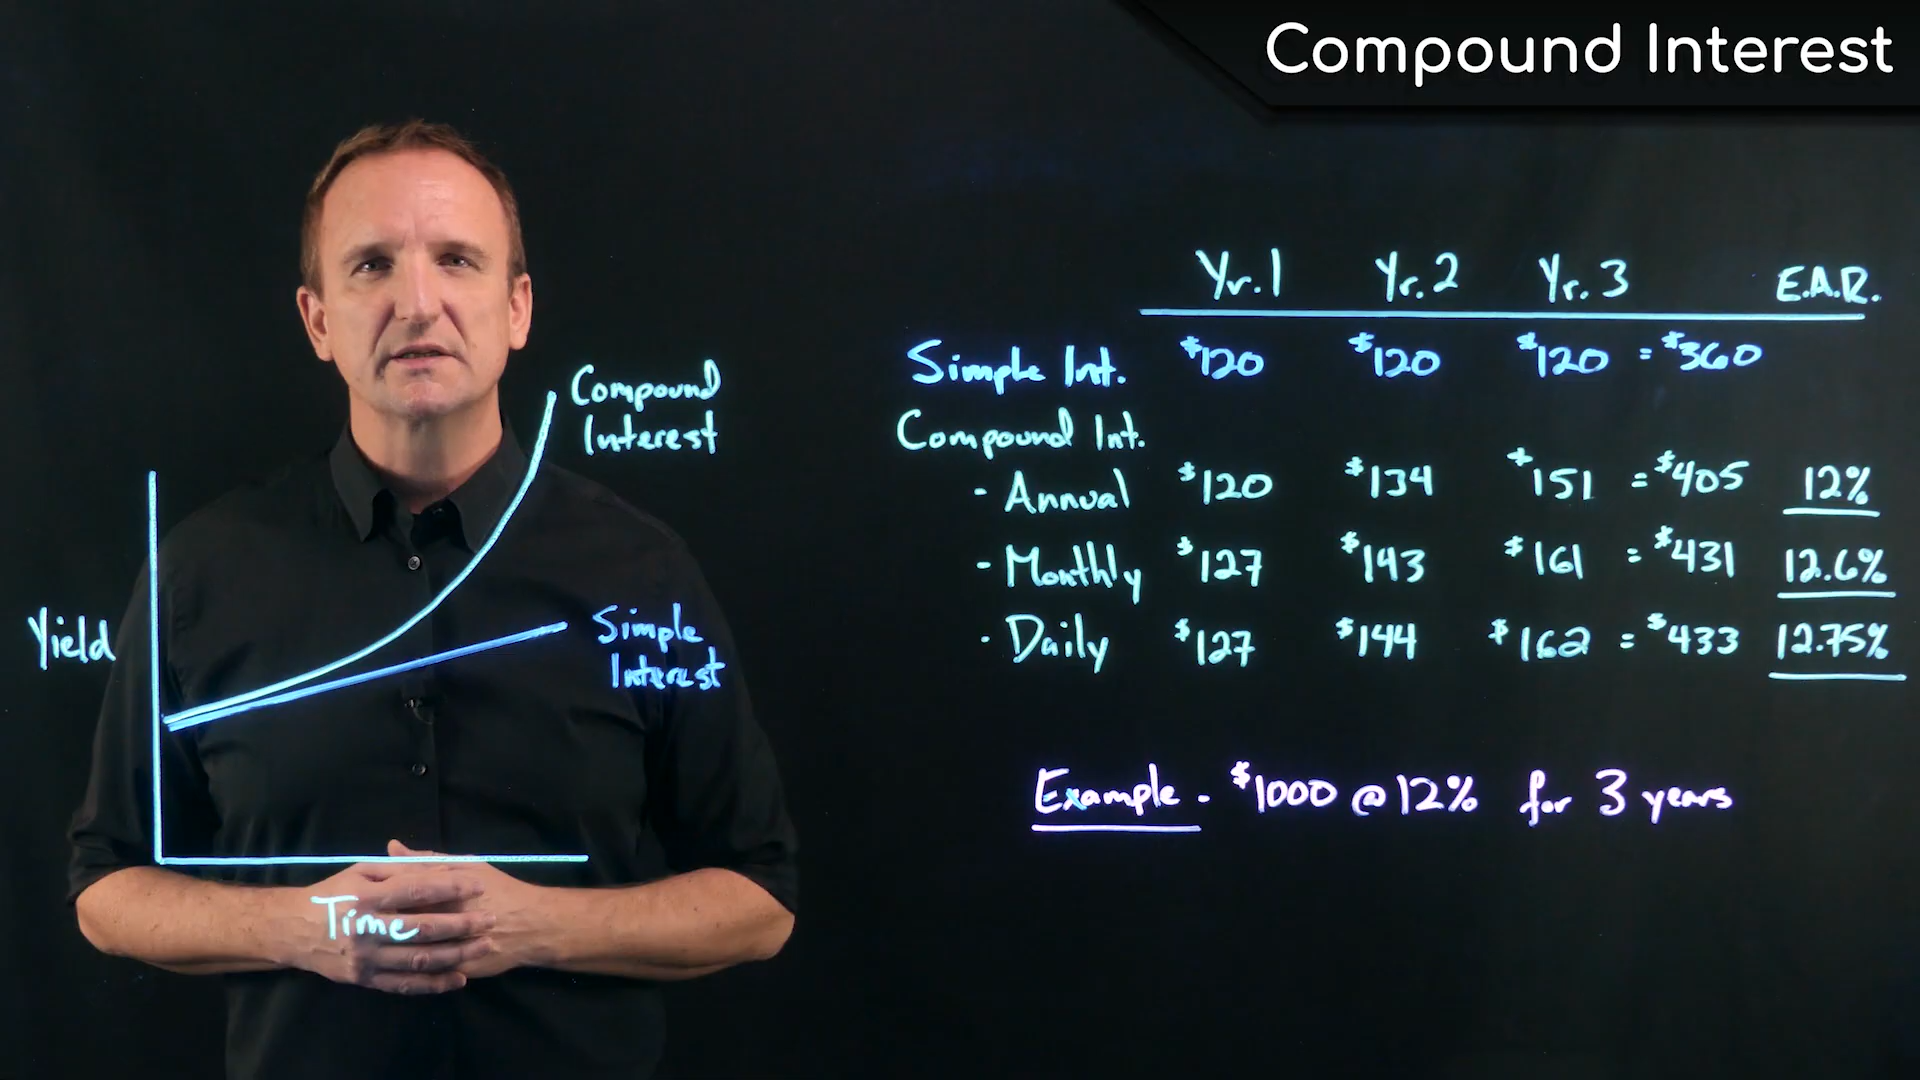 Compound Interest
Compound
Interest
Yield
Simple
Interest
Time
Yr.1 Yr.2 Yr.3 E.A.R.
Simple Int. $120 $120 $120 = $360
Compound Int.
- Annual $120 $134 $151 = $405 12%
- Monthly $127 $143 $161 = $431 12.6%
- Daily $127 $144 $162 = $433 12.75%
Example - $1000 @ 12% for 3 years